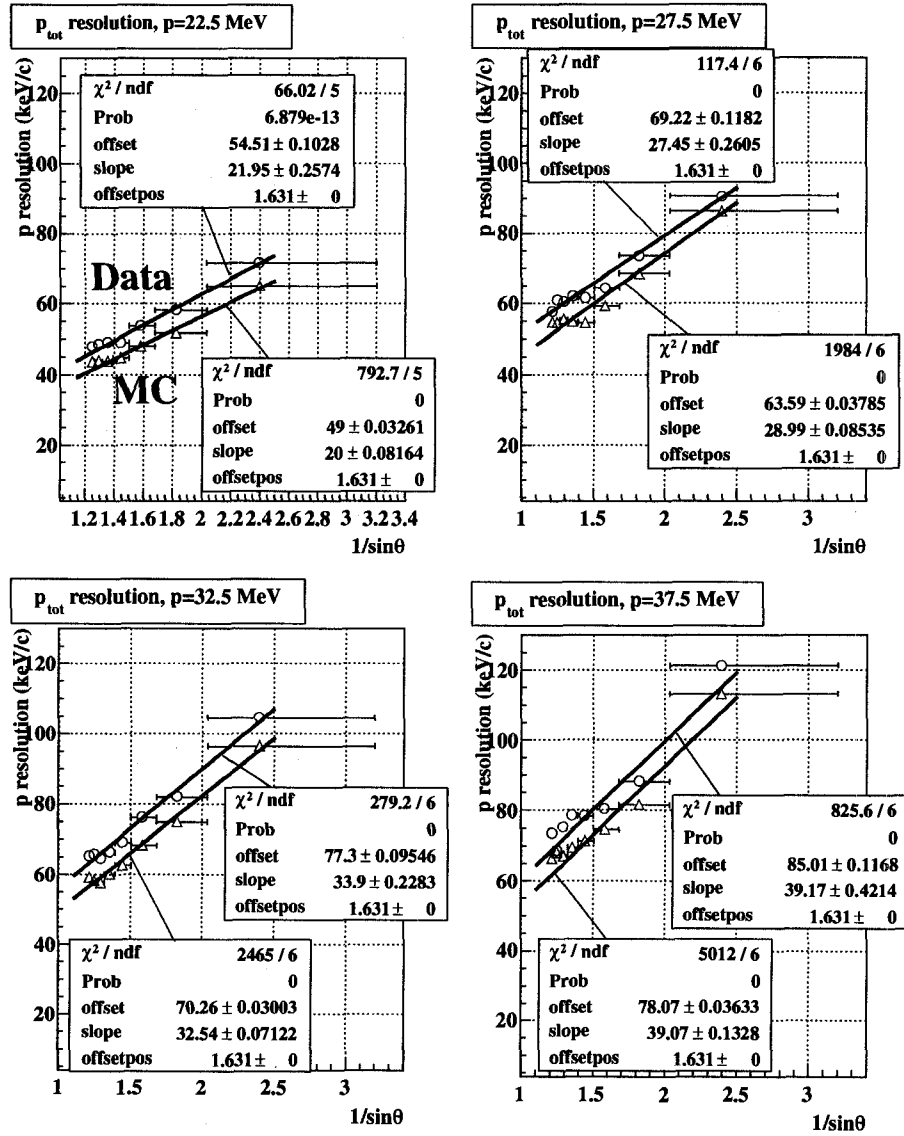 p_tot resolution, p=22.5 MeV
p resolution (keV/c)
120
100
80
60
40
20
χ² / ndf 66.02 / 5
Prob 6.879e-13
offset 54.51 ± 0.1028
slope 21.95 ± 0.2574
offsetpos 1.631 ± 0
Data
MC
χ² / ndf 792.7 / 5
Prob 0
offset 49 ± 0.03261
slope 20 ± 0.08164
offsetpos 1.631 ± 0
1.2 1.4 1.6 1.8 2 2.2 2.4 2.6 2.8 3 3.2 3.4
1/sinθ
p_tot resolution, p=27.5 MeV
p resolution (keV/c)
120
100
80
60
40
20
χ² / ndf 117.4 / 6
Prob 0
offset 69.22 ± 0.1182
slope 27.45 ± 0.2605
offsetpos 1.631 ± 0
χ² / ndf 1984 / 6
Prob 0
offset 63.59 ± 0.03785
slope 28.99 ± 0.08535
offsetpos 1.631 ± 0
1 1.5 2 2.5 3
1/sinθ
p_tot resolution, p=32.5 MeV
p resolution (keV/c)
120
100
80
60
40
20
χ² / ndf 279.2 / 6
Prob 0
offset 77.3 ± 0.09546
slope 33.9 ± 0.2283
offsetpos 1.631 ± 0
χ² / ndf 2465 / 6
Prob 0
offset 70.26 ± 0.03003
slope 32.54 ± 0.07122
offsetpos 1.631 ± 0
1 1.5 2 2.5 3
1/sinθ
p_tot resolution, p=37.5 MeV
p resolution (keV/c)
120
100
80
60
40
20
χ² / ndf 825.6 / 6
Prob 0
offset 85.01 ± 0.1168
slope 39.17 ± 0.4214
offsetpos 1.631 ± 0
χ² / ndf 5012 / 6
Prob 0
offset 78.07 ± 0.03633
slope 39.07 ± 0.1328
offsetpos 1.631 ± 0
1 1.5 2 2.5 3
1/sinθ